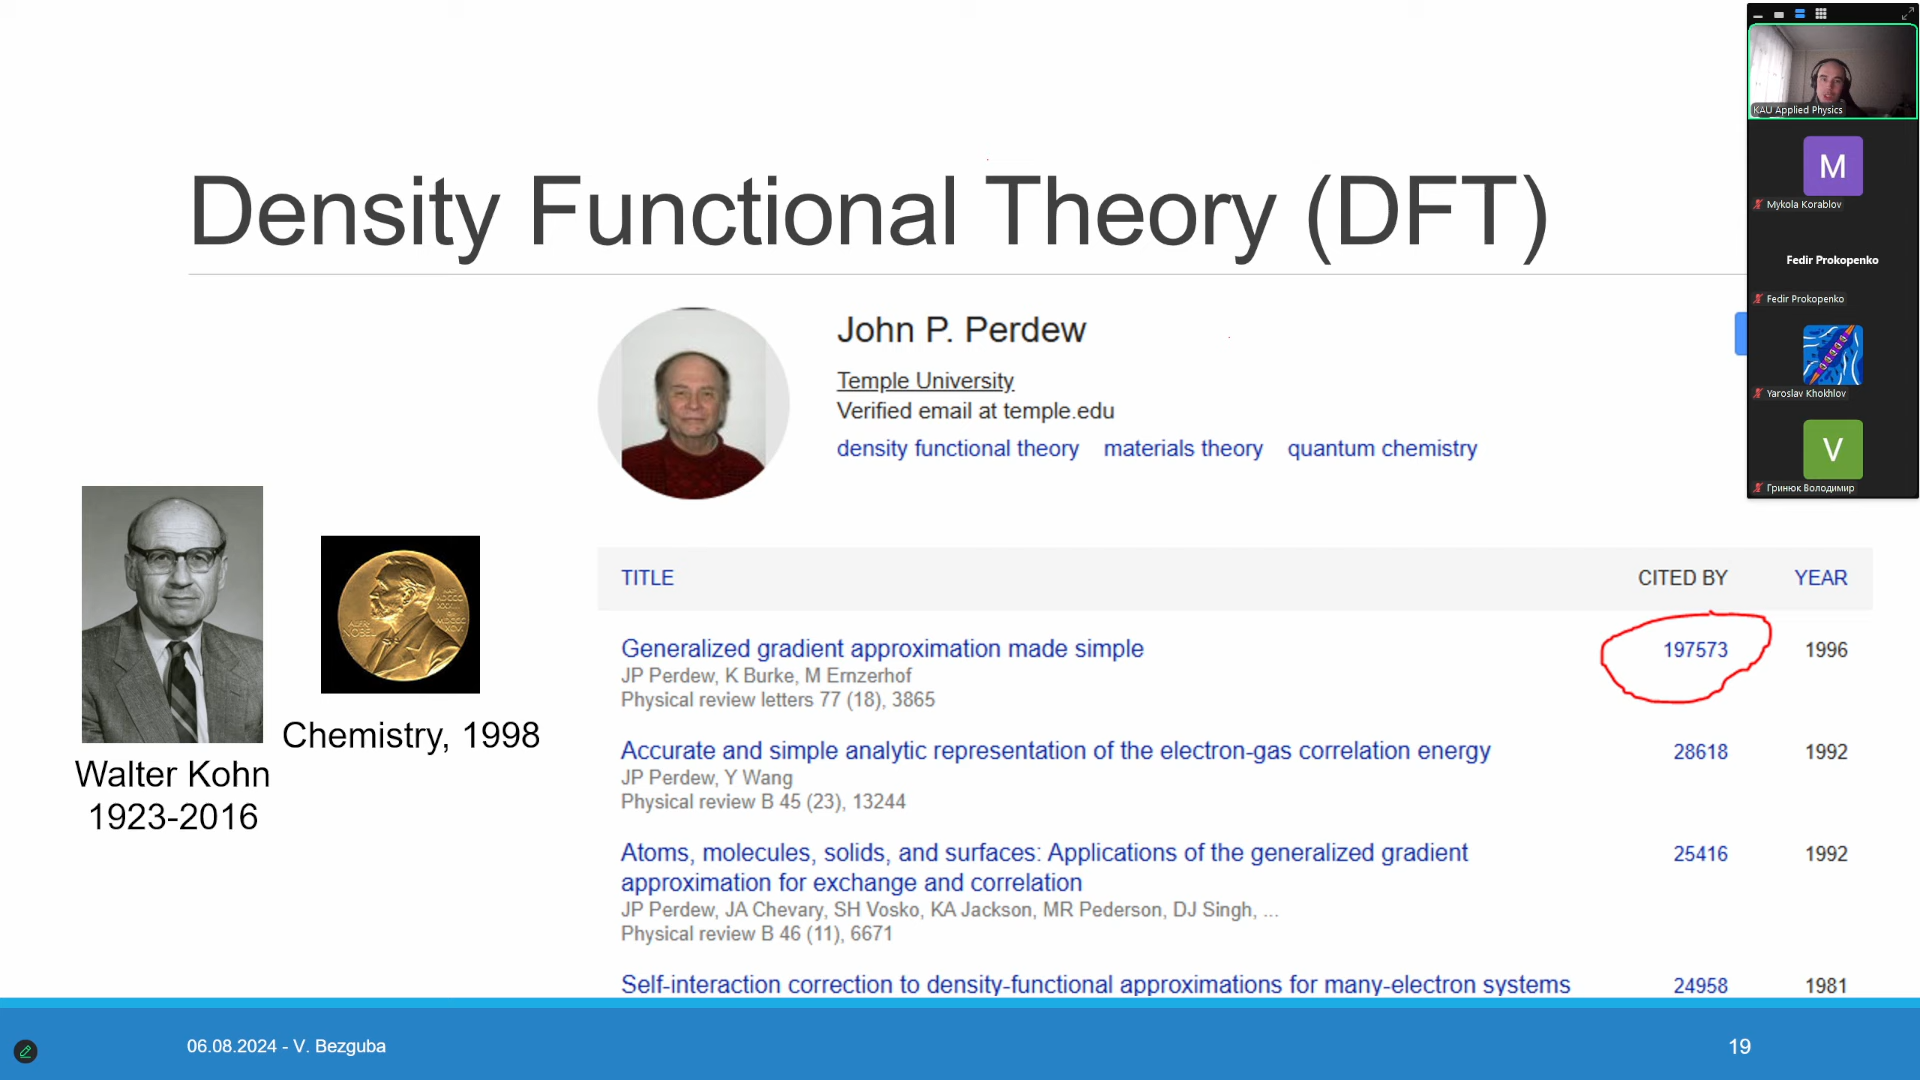 Density Functional Theory (DFT)
John P. Perdew
Temple University
Verified email at temple.edu
density functional theory materials theory quantum chemistry
Walter Kohn
1923-2016
Chemistry, 1998
TITLE CITED BY YEAR
Generalized gradient approximation made simple 197573 1996
JP Perdew, K Burke, M Ernzerhof
Physical review letters 77 (18), 3865
Accurate and simple analytic representation of the electron-gas correlation energy 28618 1992
JP Perdew, Y Wang
Physical review B 45 (23), 13244
Atoms, molecules, solids, and surfaces: Applications of the generalized gradient 25416 1992
approximation for exchange and correlation
JP Perdew, JA Chevary, SH Vosko, KA Jackson, MR Pederson, DJ Singh, ...
Physical review B 46 (11), 6671
Self-interaction correction to density-functional approximations for many-electron systems 24958 1981
06.08.2024 - V. Bezguba
19
KAU Applied Physics
M
Mykola Korablov
Fedir Prokopenko
Fedir Prokopenko
Yaroslav Khokhlov
V
Гринюк Володимир